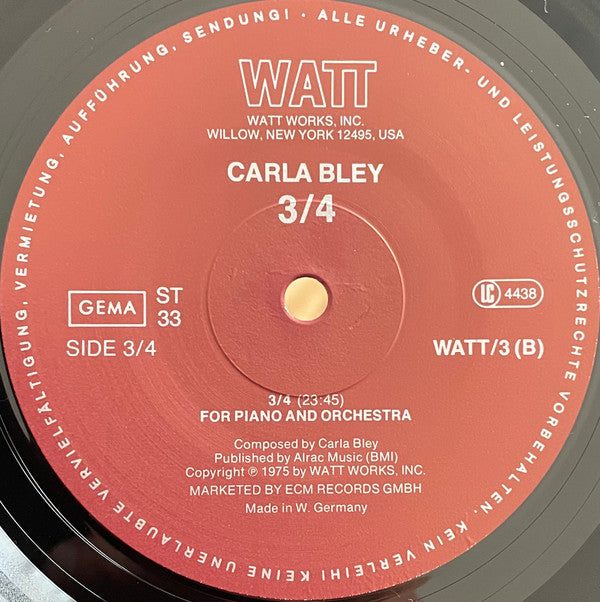 ALLE URHEBER- UND LEISTUNGSSCHUTZRECHTE VORBEHALTEN · KEIN VERLEIH! KEINE UNERLAUBTE VERVIELFÄLTIGUNG, VERMIETUNG, AUFFÜHRUNG, SENDUNG! ·
WATT
WATT WORKS, INC.
WILLOW, NEW YORK 12495, USA
CARLA BLEY
3/4
GEMA
ST
33
LC 4438
SIDE 3/4
WATT/3 (B)
3/4 (23:45)
FOR PIANO AND ORCHESTRA
Composed by Carla Bley
Published by Alrac Music (BMI)
Copyright ℗ 1975 by WATT WORKS, INC.
MARKETED BY ECM RECORDS GMBH
Made in W. Germany